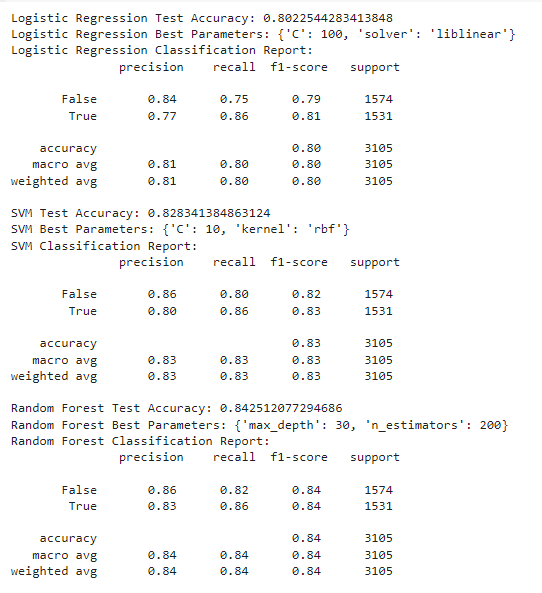 Logistic Regression Test Accuracy: 0.8022544283413848
Logistic Regression Best Parameters: {'C': 100, 'solver': 'liblinear'}
Logistic Regression Classification Report:
              precision    recall  f1-score   support

       False       0.84      0.75      0.79      1574
        True       0.77      0.86      0.81      1531

    accuracy                           0.80      3105
   macro avg       0.81      0.80      0.80      3105
weighted avg       0.81      0.80      0.80      3105

SVM Test Accuracy: 0.828341384863124
SVM Best Parameters: {'C': 10, 'kernel': 'rbf'}
SVM Classification Report:
              precision    recall  f1-score   support

       False       0.86      0.80      0.82      1574
        True       0.80      0.86      0.83      1531

    accuracy                           0.83      3105
   macro avg       0.83      0.83      0.83      3105
weighted avg       0.83      0.83      0.83      3105

Random Forest Test Accuracy: 0.842512077294686
Random Forest Best Parameters: {'max_depth': 30, 'n_estimators': 200}
Random Forest Classification Report:
              precision    recall  f1-score   support

       False       0.86      0.82      0.84      1574
        True       0.83      0.86      0.84      1531

    accuracy                           0.84      3105
   macro avg       0.84      0.84      0.84      3105
weighted avg       0.84      0.84      0.84      3105